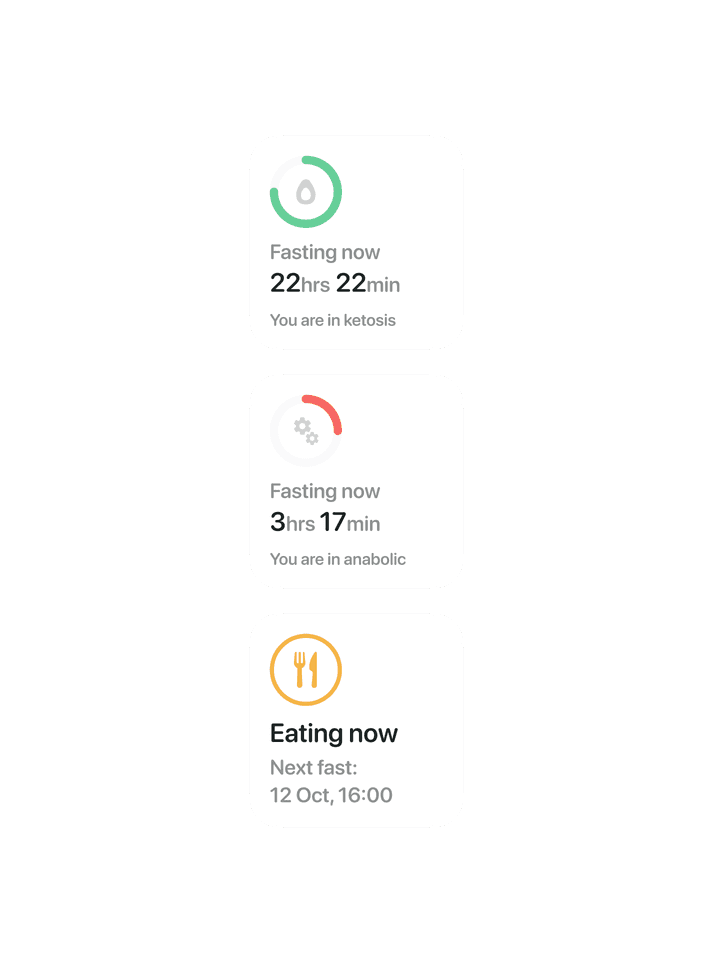 Fasting now
22hrs 22min
You are in ketosis
Fasting now
3hrs 17min
You are in anabolic
Eating now
Next fast:
12 Oct, 16:00